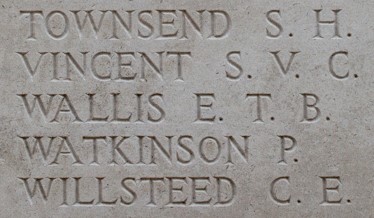 TOWNSEND S. H.
VINCENT S. V. C.
WALLIS E. T. B.
WATKINSON P.
WILLSTEED C. E.